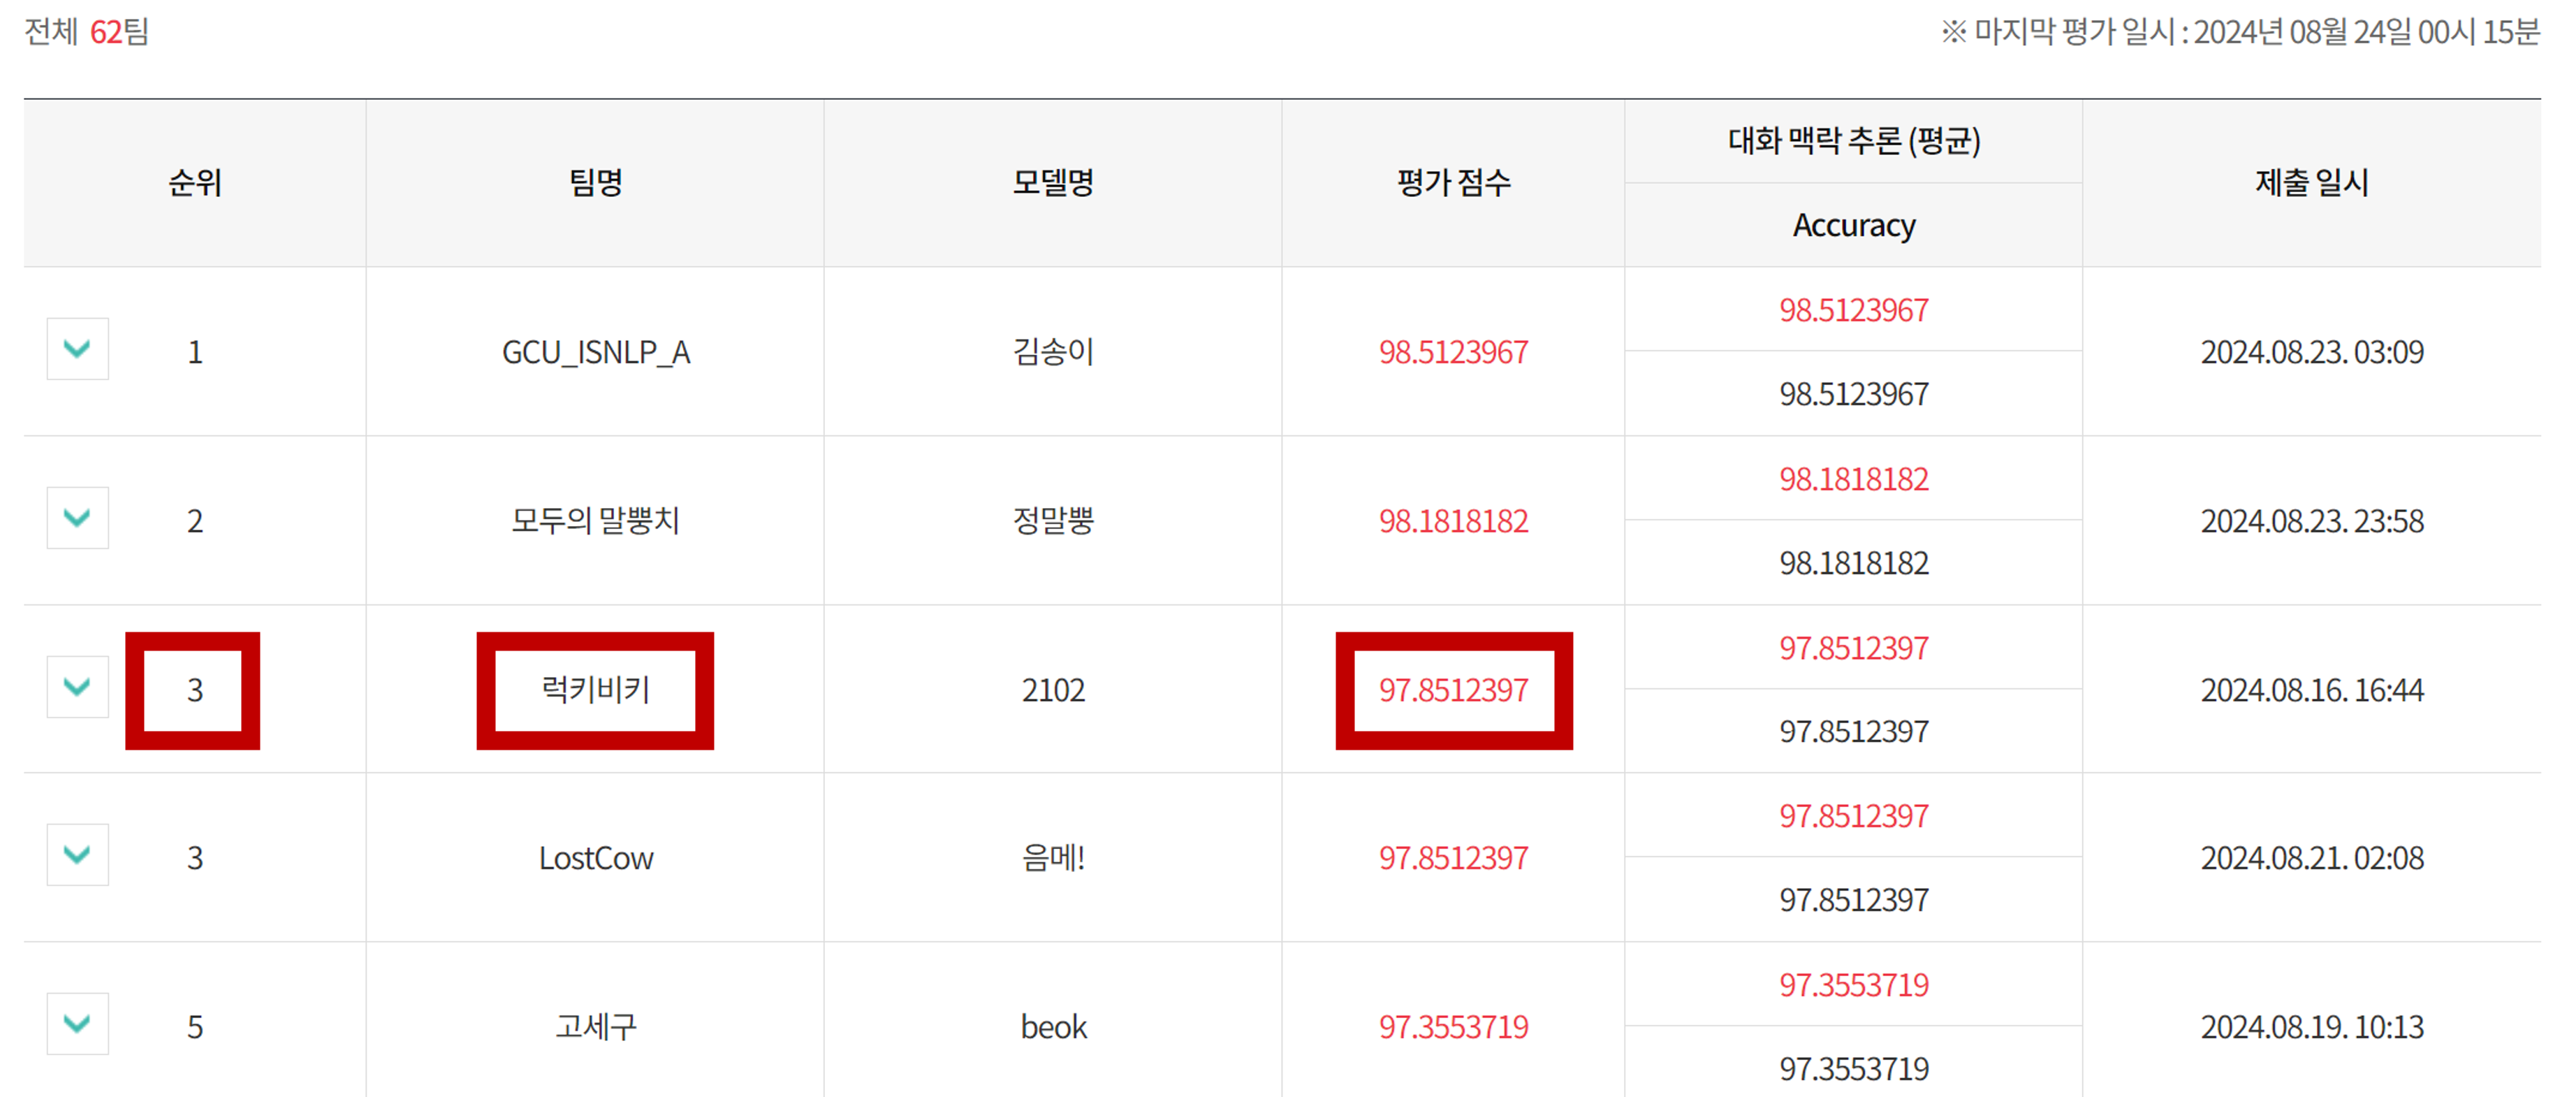 전체 62팀
※ 마지막 평가 일시 : 2024년 08월 24일 00시 15분
순위 팀명 모델명 평가 점수 대화 맥락 추론 (평균) 제출 일시
Accuracy
1 GCU_ISNLP_A 김송이 98.5123967 98.5123967 2024.08.23. 03:09
98.5123967
2 모두의 말뿡치 정말뿡 98.1818182 98.1818182 2024.08.23. 23:58
98.1818182
3 럭키비키 2102 97.8512397 97.8512397 2024.08.16. 16:44
97.8512397
3 LostCow 음메! 97.8512397 97.8512397 2024.08.21. 02:08
97.8512397
5 고세구 beok 97.3553719 97.3553719 2024.08.19. 10:13
97.3553719